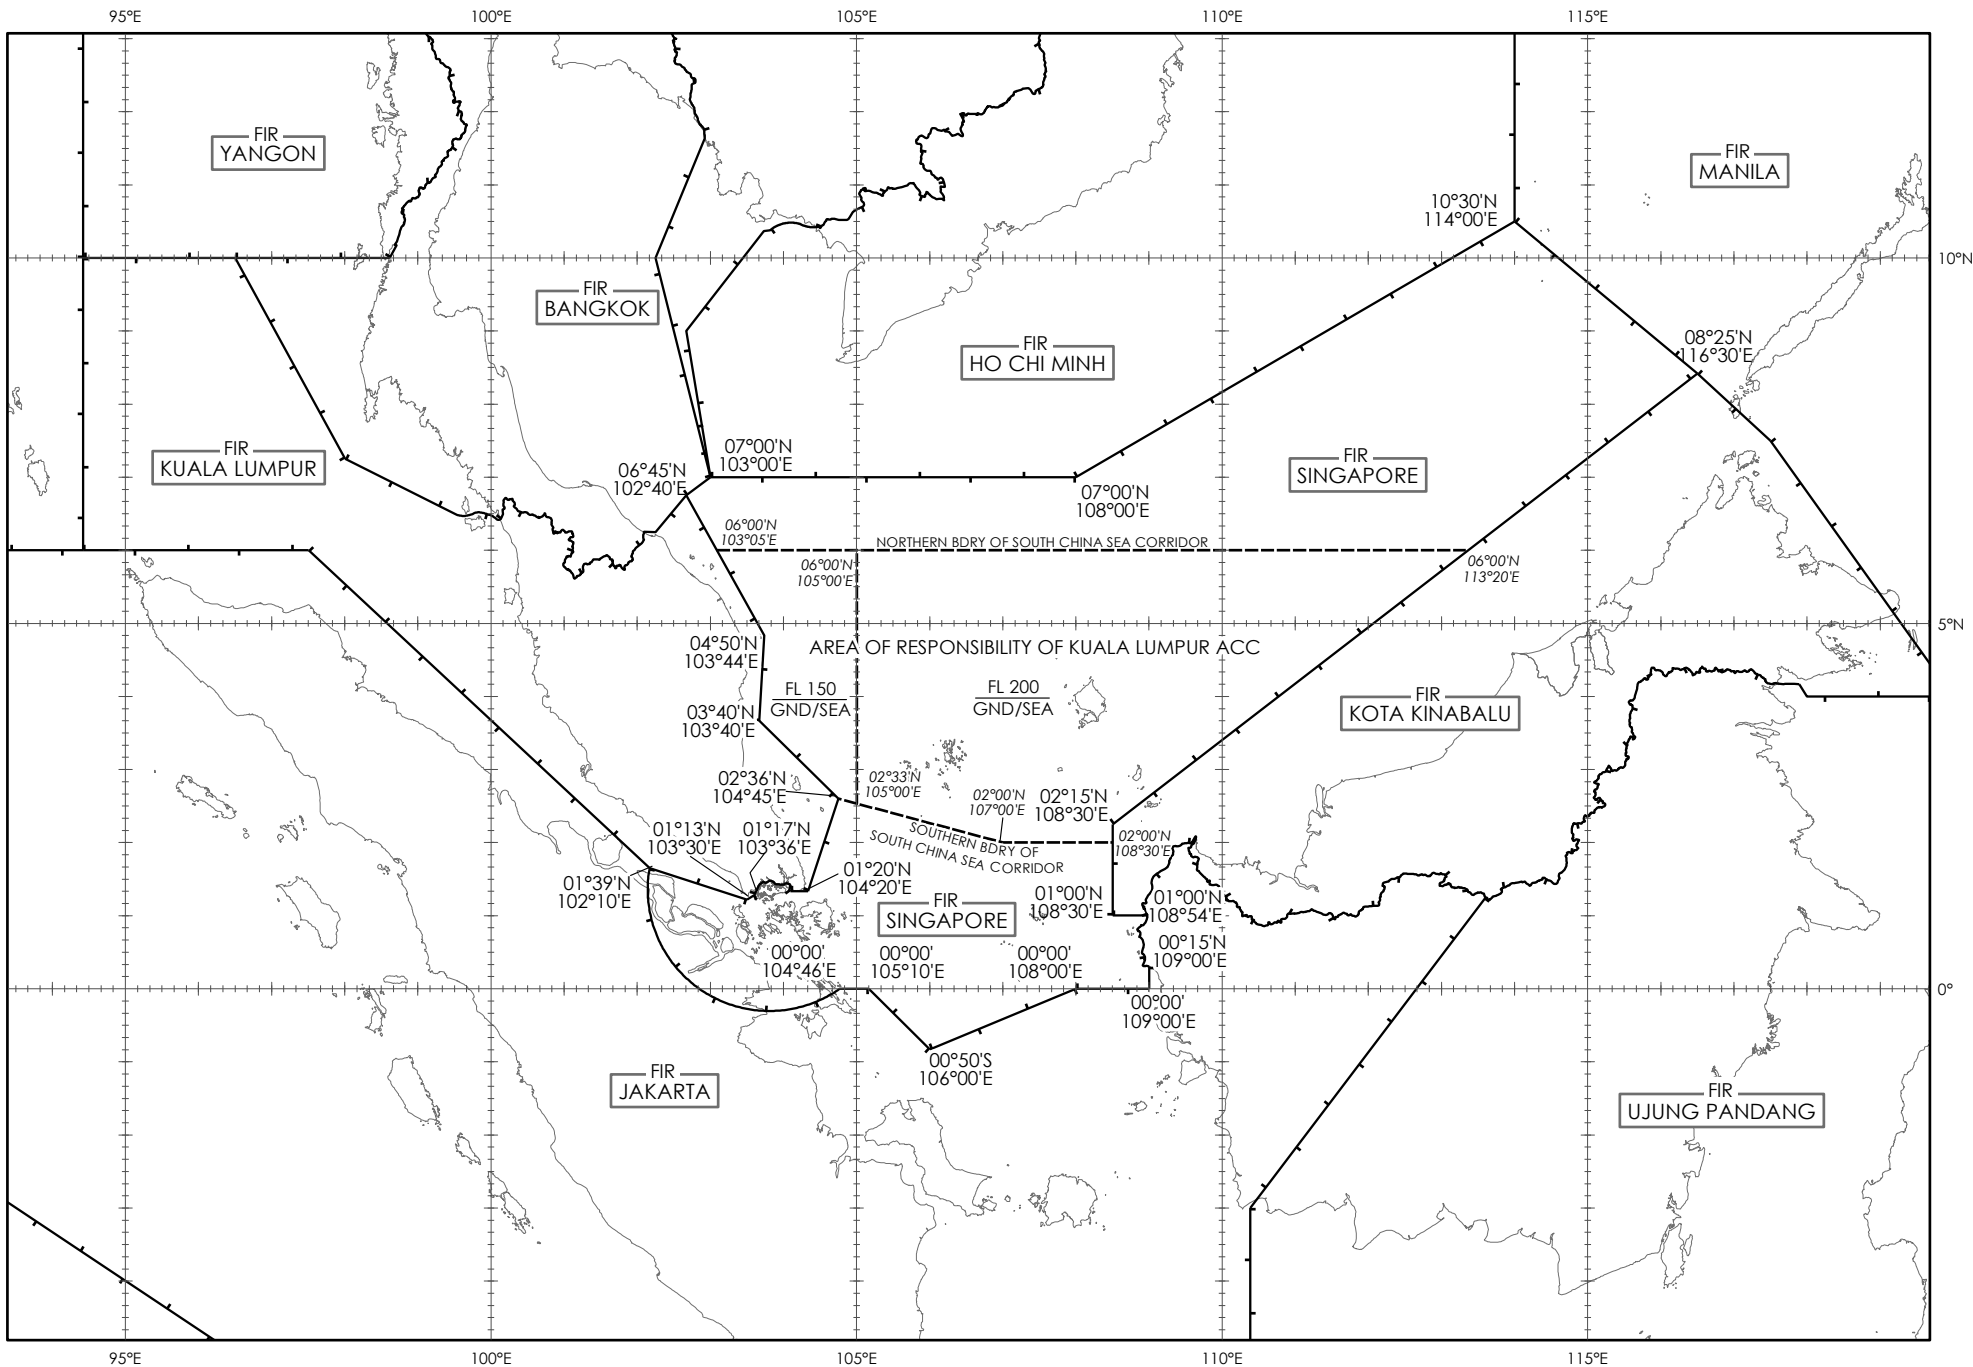 95°E
100°E
105°E
110°E
115°E
FIR
YANGON
FIR
MANILA
10°30'N
114°00'E
10°N
FIR
BANGKOK
FIR
HO CHI MINH
08°25'N
116°30'E
FIR
KUALA LUMPUR
07°00'N
103°00'E
06°45'N
102°40'E
FIR
SINGAPORE
07°00'N
108°00'E
06°00'N
103°05'E
NORTHERN BDRY OF SOUTH CHINA SEA CORRIDOR
06°00'N
105°00'E
06°00'N
113°20'E
5°N
04°50'N
103°44'E
AREA OF RESPONSIBILITY OF KUALA LUMPUR ACC
FL 150
GND/SEA
FL 200
GND/SEA
FIR
KOTA KINABALU
03°40'N
103°40'E
02°36'N
104°45'E
02°33'N
105°00'E
02°00'N
107°00'E
02°15'N
108°30'E
01°13'N
103°30'E
01°17'N
103°36'E
SOUTHERN BDRY OF
SOUTH CHINA SEA CORRIDOR
02°00'N
108°30'E
01°39'N
102°10'E
01°20'N
104°20'E
FIR
SINGAPORE
01°00'N
108°30'E
01°00'N
108°54'E
00°00'
104°46'E
00°00'
105°10'E
00°00'
108°00'E
00°15'N
109°00'E
0°
00°00'
109°00'E
00°50'S
106°00'E
FIR
JAKARTA
FIR
UJUNG PANDANG
95°E
100°E
105°E
110°E
115°E